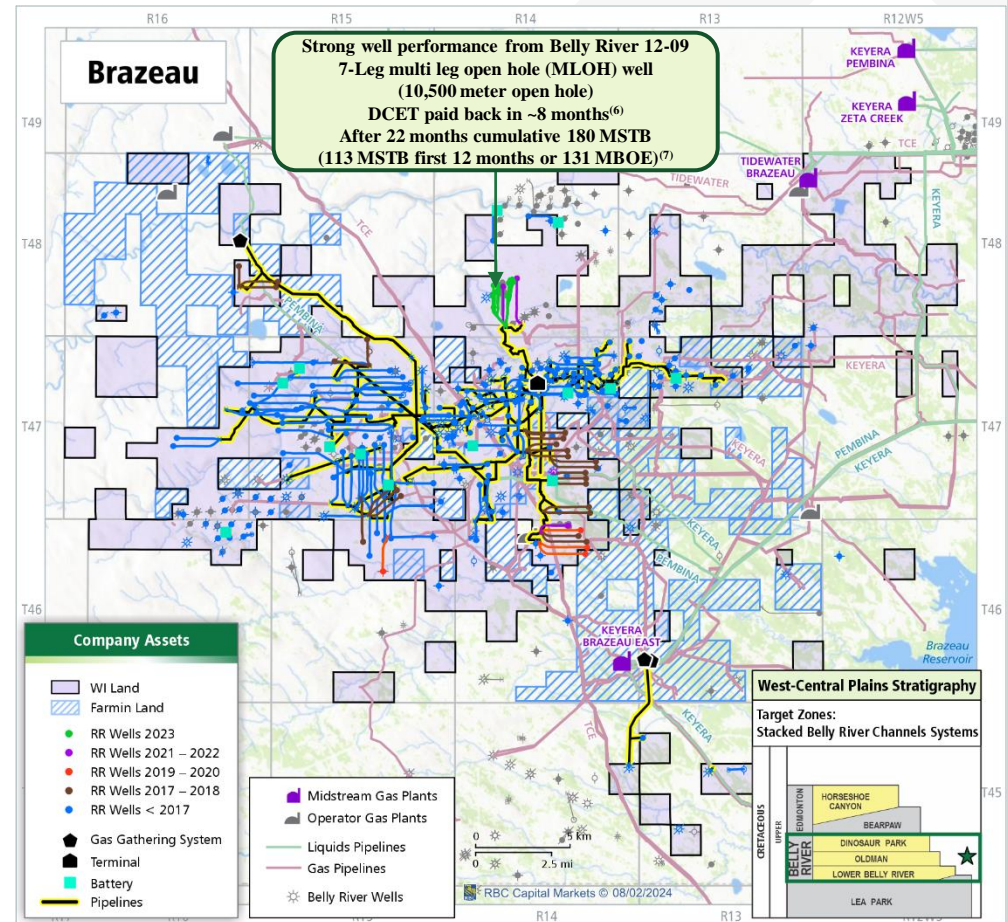 R16
R15
R14
R13
R12W5
Brazeau
Strong well performance from Belly River 12-09
7-Leg multi leg open hole (MLOH) well
(10,500 meter open hole)
DCET paid back in ~8 months(6)
After 22 months cumulative 180 MSTB
(113 MSTB first 12 months or 131 MBOE)(7)
KEYERA
PEMBINA
KEYERA
ZETA CREEK
T49
T49
TCE
TIDEWATER
BRAZEAU
TIDEWATER
KEYERA
TCE
T48
T48
PEMBINA
KEYERA
T47
T47
KEYERA
PEMBINA
KEYERA
KEYERA
PEMBINA
T46
T46
KEYERA
BRAZEAU EAST
Brazeau
Reservoir
KEYERA
TCE
T45
Company Assets
WI Land
Farmin Land
RR Wells 2023
RR Wells 2021 – 2022
RR Wells 2019 – 2020
RR Wells 2017 – 2018
RR Wells < 2017
Gas Gathering System
Terminal
Battery
Pipelines
Midstream Gas Plants
Operator Gas Plants
Liquids Pipelines
Gas Pipelines
Belly River Wells
0
5 km
0
2.5 mi
RBC Capital Markets © 08/02/2024
West-Central Plains Stratigraphy
Target Zones:
Stacked Belly River Channels Systems
CRETACEOUS
UPPER
EDMONTON
HORSESHOE
CANYON
BEARPAW
BELLY
RIVER
DINOSAUR PARK
OLDMAN
LOWER BELLY RIVER
LEA PARK
R14
R13